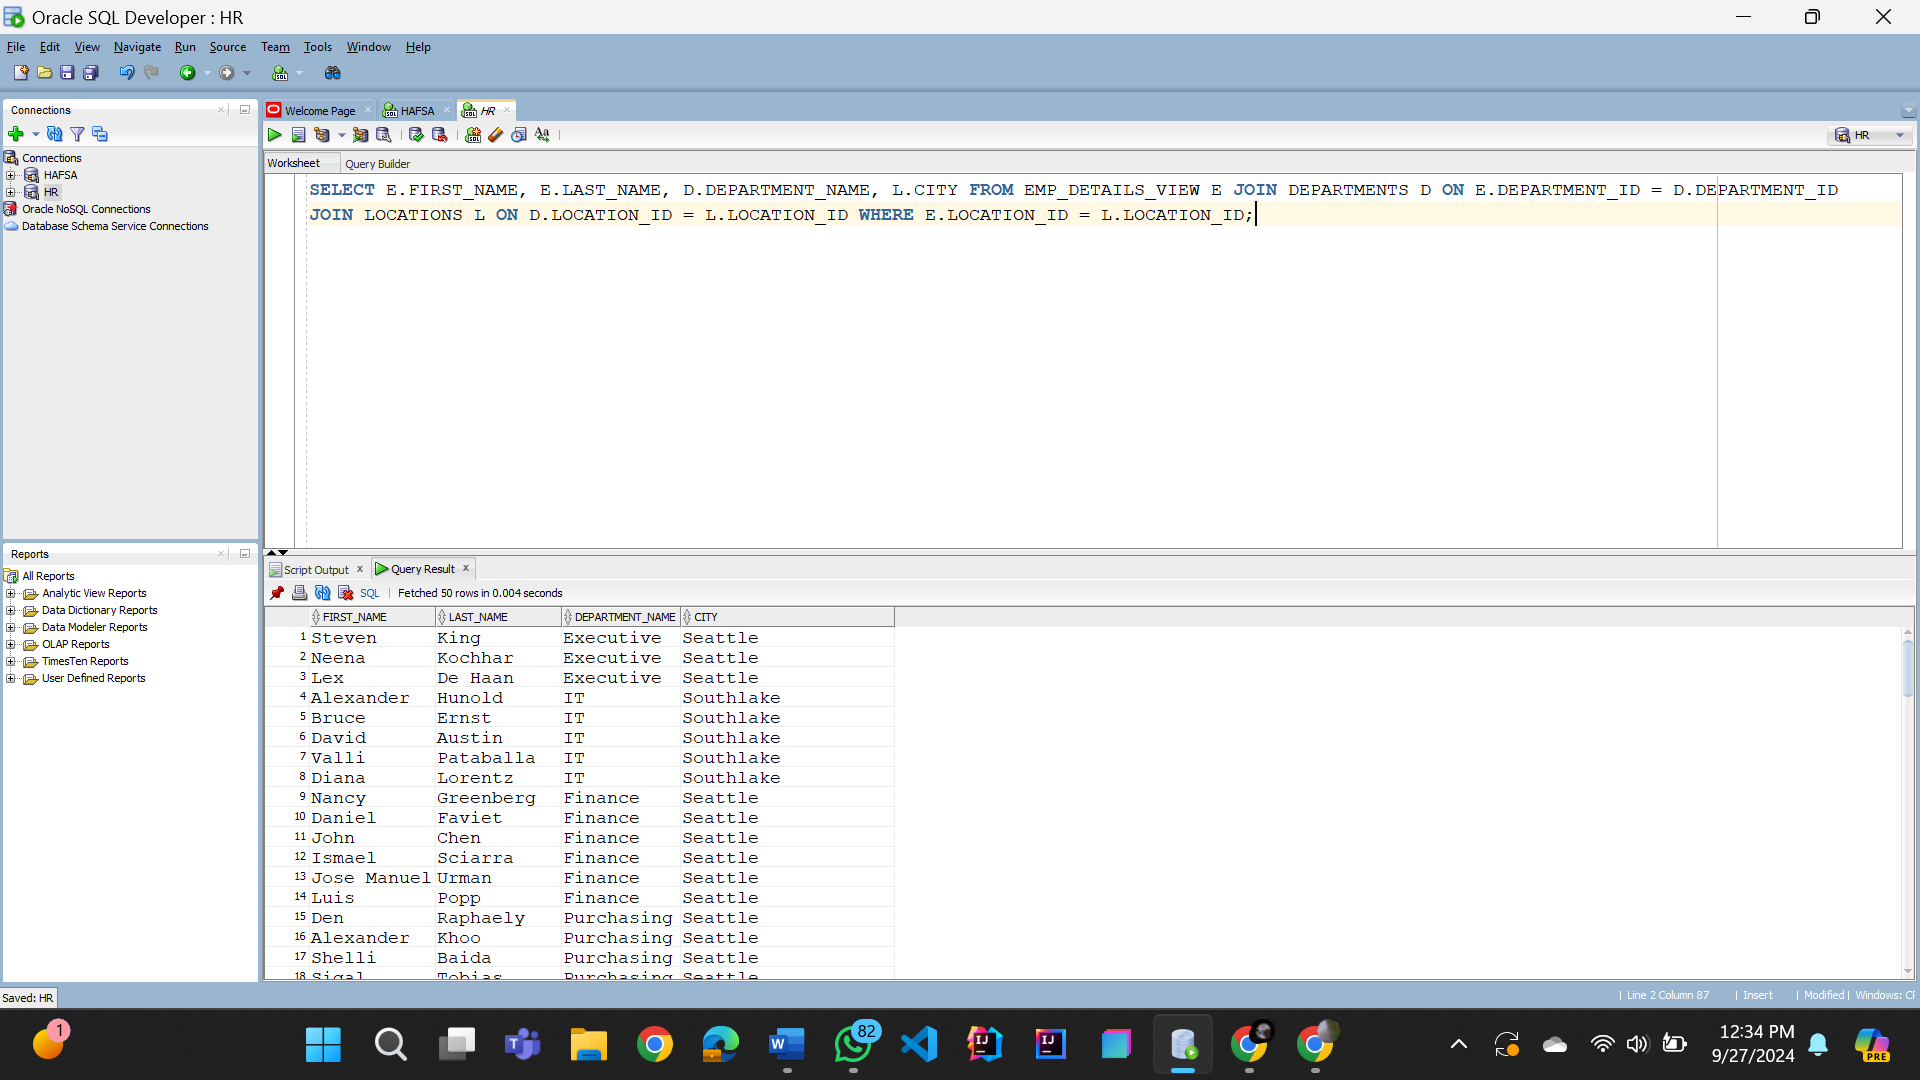 Oracle SQL Developer : HR
File Edit View Navigate Run Source Team Tools Window Help
Connections
Welcome Page HAFSA HR
HR
Connections
HAFSA
HR
Oracle NoSQL Connections
Database Schema Service Connections
Worksheet Query Builder
SELECT E.FIRST_NAME, E.LAST_NAME, D.DEPARTMENT_NAME, L.CITY FROM EMP_DETAILS_VIEW E JOIN DEPARTMENTS D ON E.DEPARTMENT_ID = D.DEPARTMENT_ID
JOIN LOCATIONS L ON D.LOCATION_ID = L.LOCATION_ID WHERE E.LOCATION_ID = L.LOCATION_ID;
Reports
All Reports
Analytic View Reports
Data Dictionary Reports
Data Modeler Reports
OLAP Reports
TimesTen Reports
User Defined Reports
Script Output Query Result
SQL Fetched 50 rows in 0.004 seconds
FIRST_NAME LAST_NAME DEPARTMENT_NAME CITY
1 Steven King Executive Seattle
2 Neena Kochhar Executive Seattle
3 Lex De Haan Executive Seattle
4 Alexander Hunold IT Southlake
5 Bruce Ernst IT Southlake
6 David Austin IT Southlake
7 Valli Pataballa IT Southlake
8 Diana Lorentz IT Southlake
9 Nancy Greenberg Finance Seattle
10 Daniel Faviet Finance Seattle
11 John Chen Finance Seattle
12 Ismael Sciarra Finance Seattle
13 Jose Manuel Urman Finance Seattle
14 Luis Popp Finance Seattle
15 Den Raphaely Purchasing Seattle
16 Alexander Khoo Purchasing Seattle
17 Shelli Baida Purchasing Seattle
18 Sigal Tobias Purchasing Seattle
Saved: HR
Line 2 Column 87 | Insert | Modified | Windows: CF
1
82
12:34 PM
9/27/2024
PRE